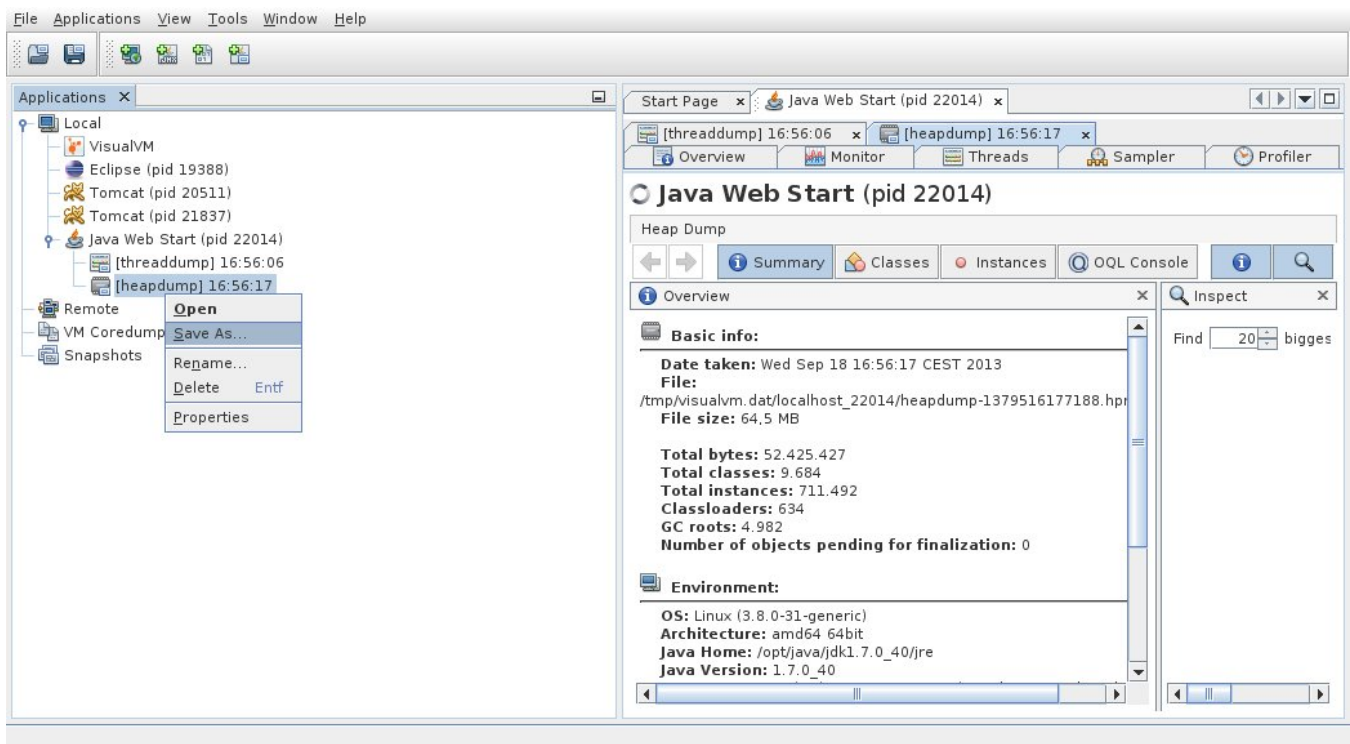 File Applications View Tools Window Help
Applications
Local
VisualVM
Eclipse (pid 19388)
Tomcat (pid 20511)
Tomcat (pid 21837)
Java Web Start (pid 22014)
[threaddump] 16:56:06
[heapdump] 16:56:17
Remote
VM Coredump
Snapshots
Open
Save As...
Rename...
Delete Entf
Properties
Start Page Java Web Start (pid 22014)
[threaddump] 16:56:06 [heapdump] 16:56:17
Overview Monitor Threads Sampler Profiler
Java Web Start (pid 22014)
Heap Dump
Summary Classes Instances OQL Console
Overview
Basic info:
Date taken: Wed Sep 18 16:56:17 CEST 2013
File:
/tmp/visualvm.dat/localhost_22014/heapdump-1379516177188.hpr
File size: 64,5 MB
Total bytes: 52.425.427
Total classes: 9.684
Total instances: 711.492
Classloaders: 634
GC roots: 4.982
Number of objects pending for finalization: 0
Environment:
OS: Linux (3.8.0-31-generic)
Architecture: amd64 64bit
Java Home: /opt/java/jdk1.7.0_40/jre
Java Version: 1.7.0_40
Inspect
Find 20 bigges